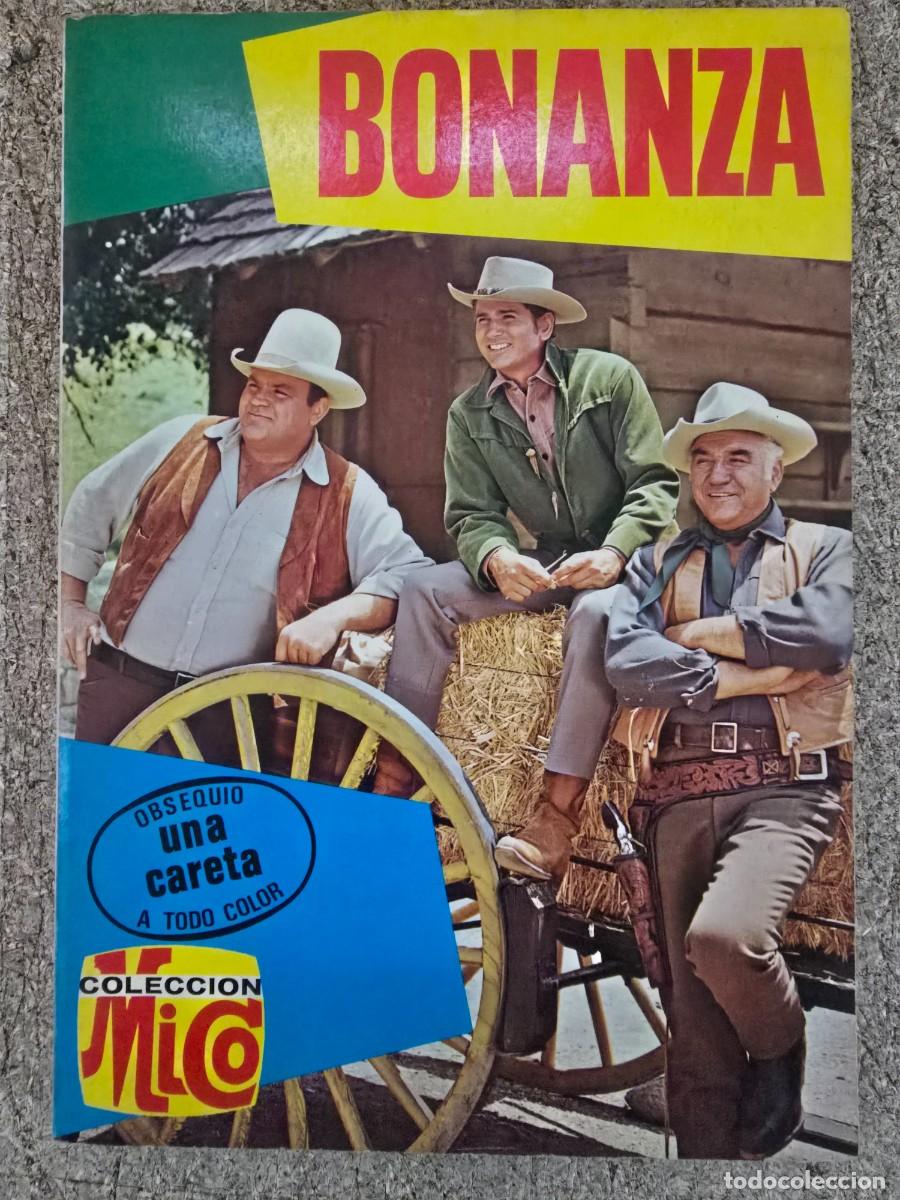 BONANZA
OBSEQUIO
una
careta
A TODO COLOR
COLECCION
MiCo
todocoleccion